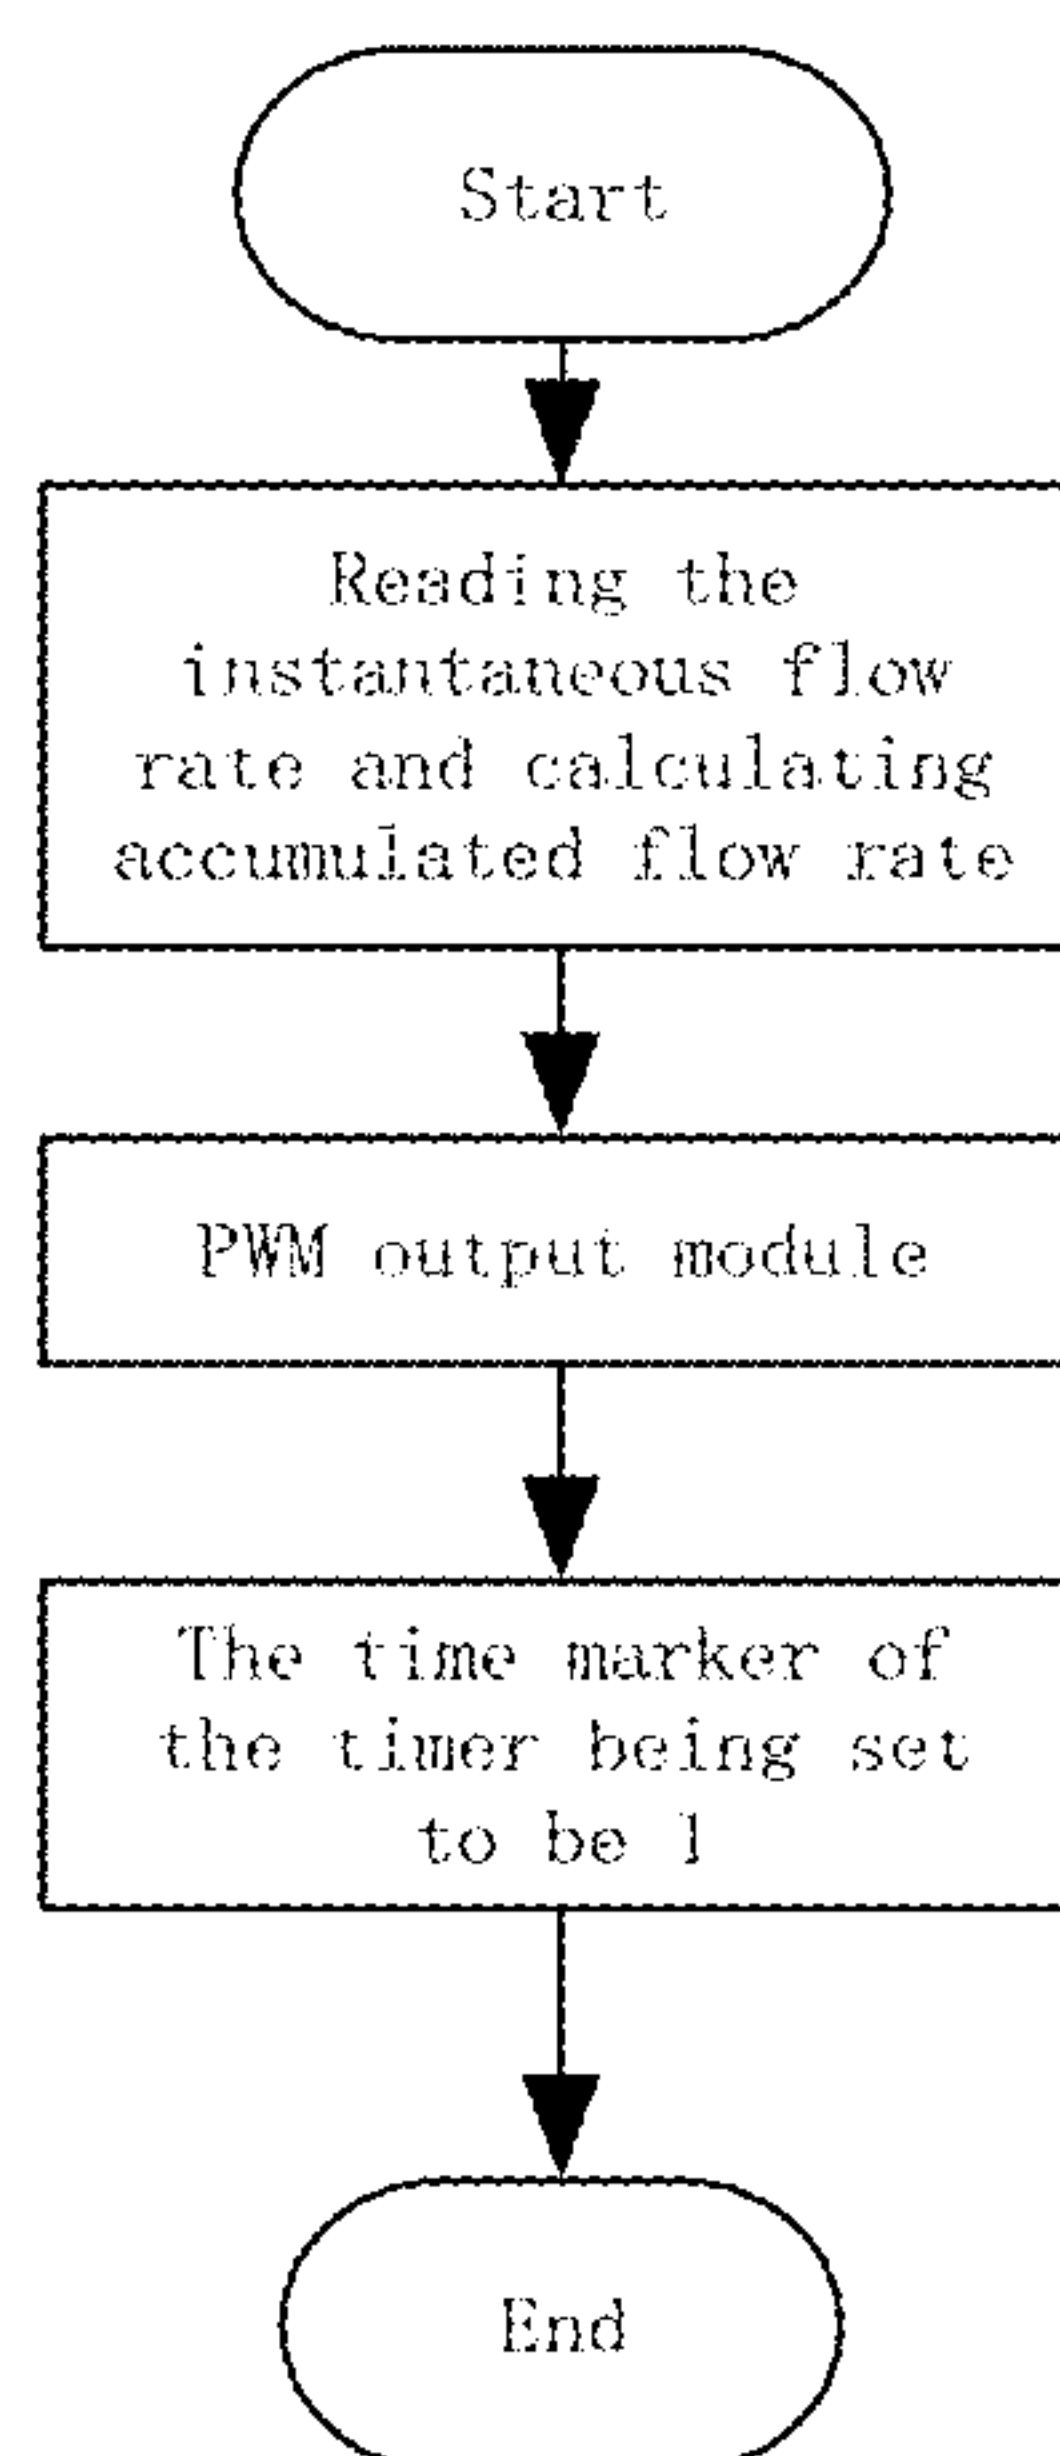 Start
Reading the
instantaneous flow
rate and calculating
accumulated flow rate
PWM output module
The time marker of
the timer being set
to be 1
End